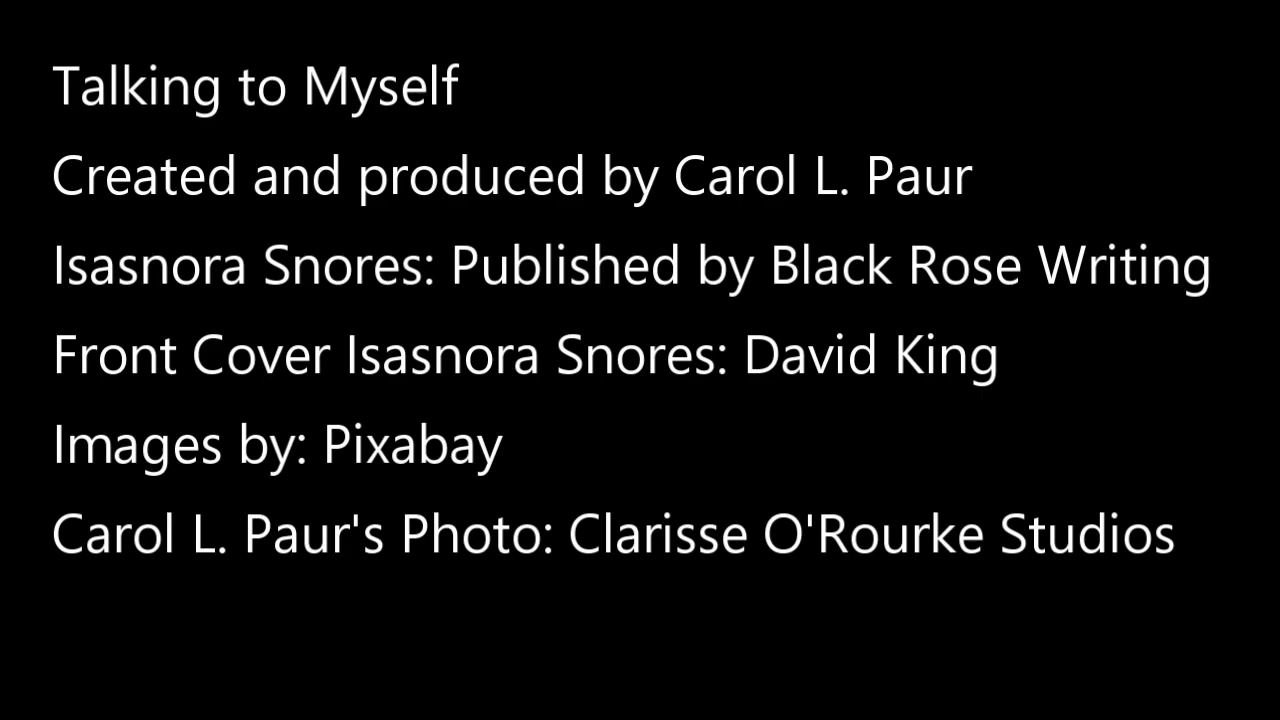 Talking to Myself
Created and produced by Carol L. Paur
Isasnora Snores: Published by Black Rose Writing
Front Cover Isasnora Snores: David King
Images by: Pixabay
Carol L. Paur's Photo: Clarisse O'Rourke Studios